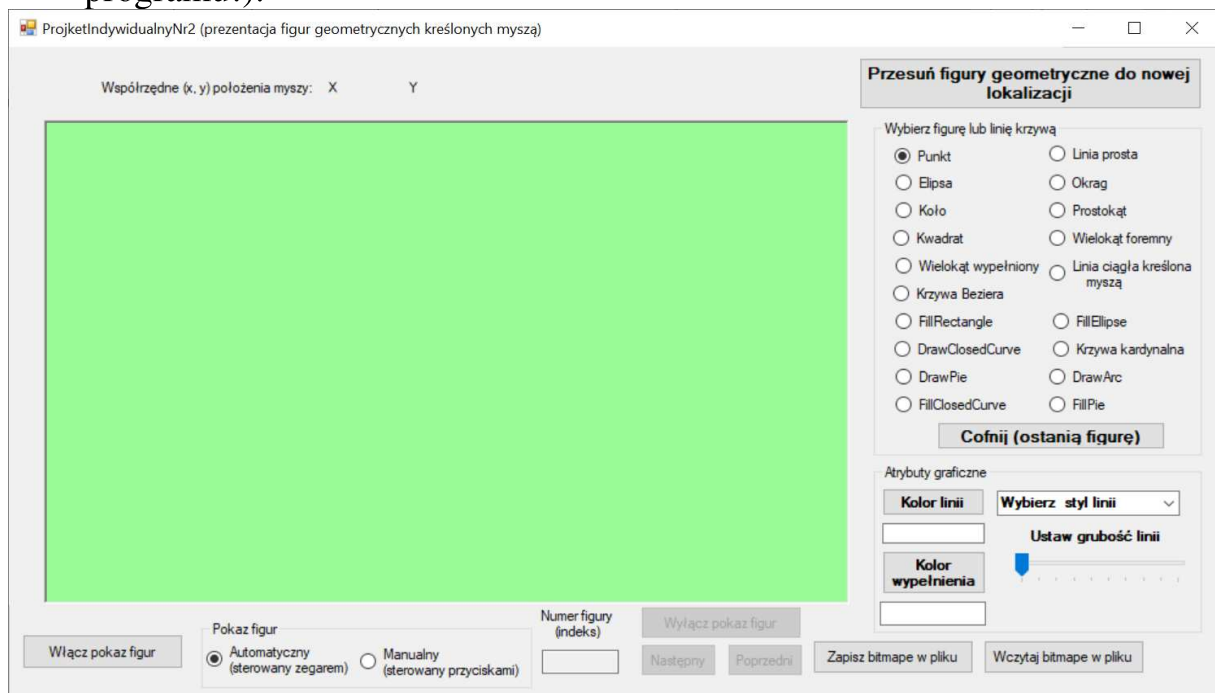 programu!).
ProjketIndywidualnyNr2 (prezentacja figur geometrycznych kreślonych myszą)
Współrzędne (x, y) położenia myszy: X Y
Przesuń figury geometryczne do nowej
lokalizacji
Wybierz figurę lub linię krzywą
Punkt Linia prosta
Elipsa Okrag
Koło Prostokąt
Kwadrat Wielokąt foremny
Wielokąt wypełniony Linia ciągła kreślona
myszą
Krzywa Beziera
FillRectangle FillEllipse
DrawClosedCurve Krzywa kardynalna
DrawPie DrawArc
FillClosedCurve FillPie
Cofnij (ostanią figurę)
Atrybuty graficzne
Kolor linii Wybierz styl linii
Ustaw grubość linii
Kolor
wypełnienia
Włącz pokaz figur
Pokaz figur
Automatyczny
(sterowany zegarem)
Manualny
(sterowany przyciskami)
Numer figury
(indeks)
Wyłącz pokaz figur
Następny Poprzedni
Zapisz bitmape w pliku Wczytaj bitmape w pliku